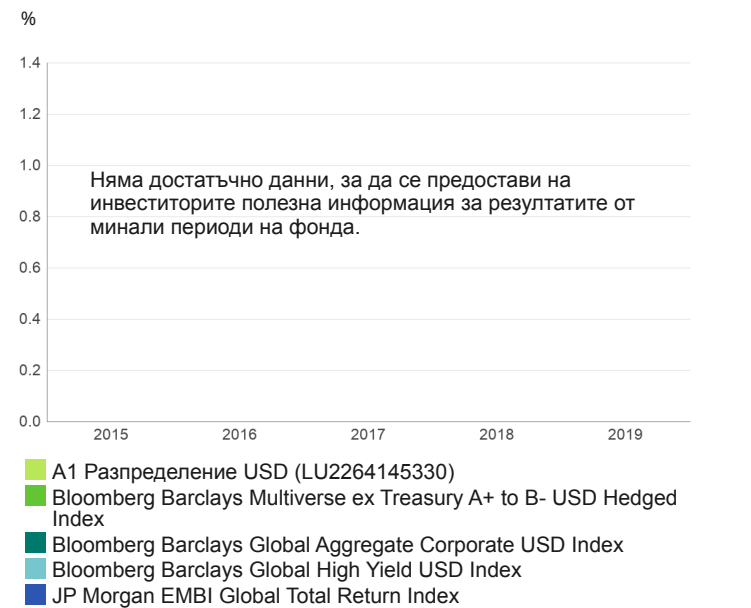 %
1.4
1.2
1.0
Няма достатъчно данни, за да се предостави на
инвеститорите полезна информация за резултатите от
0.8
минали периоди на фонда.
0.6
0.4
0.2
0.0
2015 2016 2017 2018 2019
A1 Разпределение USD (LU2264145330)
Bloomberg Barclays Multiverse ex Treasury A+ to B- USD Hedged
Index
Bloomberg Barclays Global Aggregate Corporate USD Index
Bloomberg Barclays Global High Yield USD Index
JP Morgan EMBI Global Total Return Index